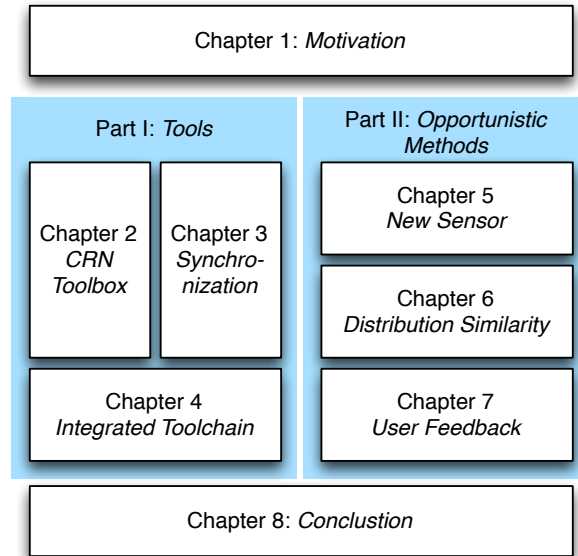 Chapter 1: Motivation
Part I: Tools
Chapter 2
CRN
Toolbox
Chapter 3
Synchro-
nization
Chapter 4
Integrated Toolchain
Part II: Opportunistic
Methods
Chapter 5
New Sensor
Chapter 6
Distribution Similarity
Chapter 7
User Feedback
Chapter 8: Conclustion